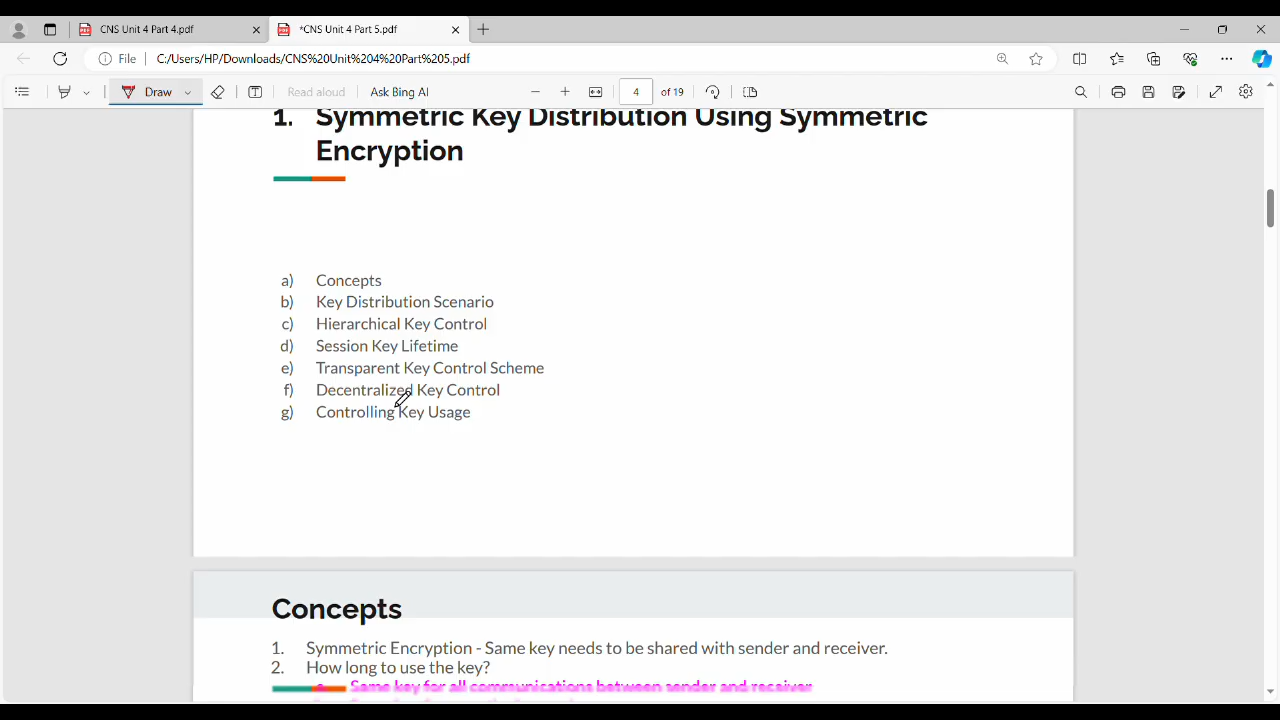 CNS Unit 4 Part 4.pdf
*CNS Unit 4 Part 5.pdf
File C:/Users/HP/Downloads/CNS%20Unit%204%20Part%205.pdf
Draw Read aloud Ask Bing AI 4 of 19
1. Symmetric Key Distribution Using Symmetric
Encryption
a) Concepts
b) Key Distribution Scenario
c) Hierarchical Key Control
d) Session Key Lifetime
e) Transparent Key Control Scheme
f) Decentralized Key Control
g) Controlling Key Usage
Concepts
1. Symmetric Encryption - Same key needs to be shared with sender and receiver.
2. How long to use the key?
Same key for all communications between sender and receiver